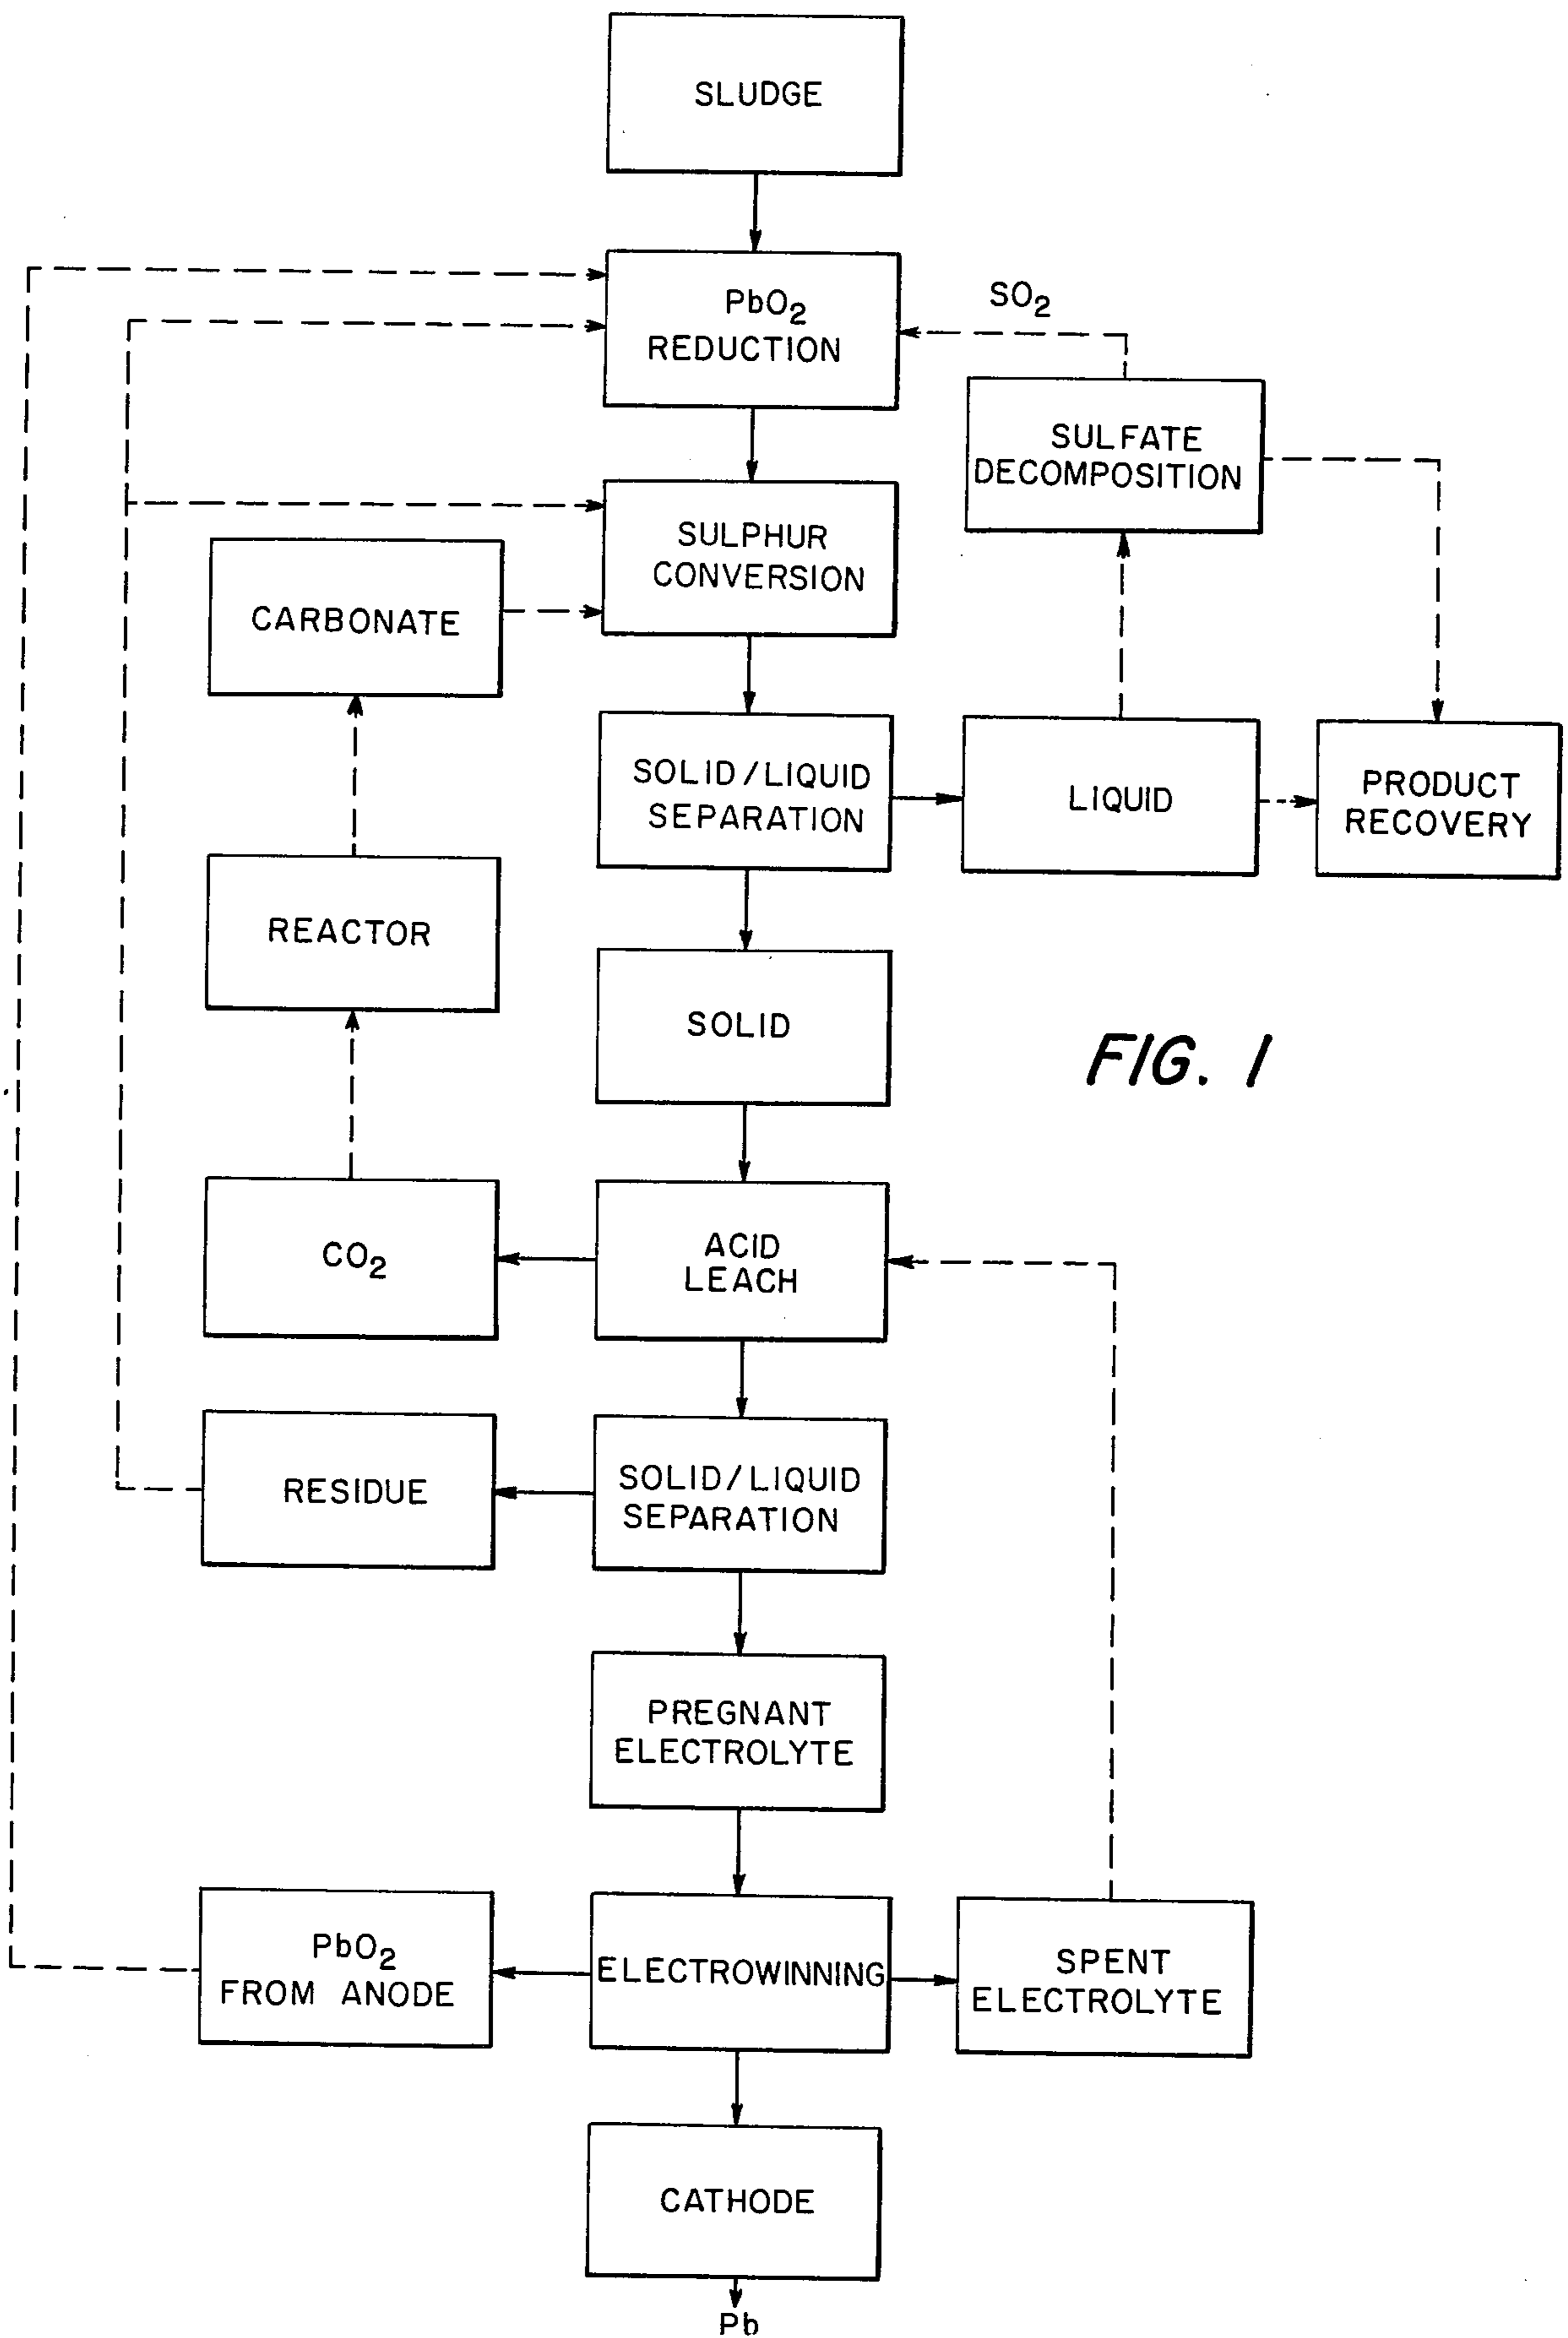 SLUDGE
PbO2
REDUCTION
SO2
SULFATE
DECOMPOSITION
SULPHUR
CONVERSION
CARBONATE
SOLID/LIQUID
SEPARATION
LIQUID
PRODUCT
RECOVERY
REACTOR
SOLID
FIG. 1
CO2
ACID
LEACH
RESIDUE
SOLID/LIQUID
SEPARATION
PREGNANT
ELECTROLYTE
PbO2
FROM ANODE
ELECTROWINNING
SPENT
ELECTROLYTE
CATHODE
Pb